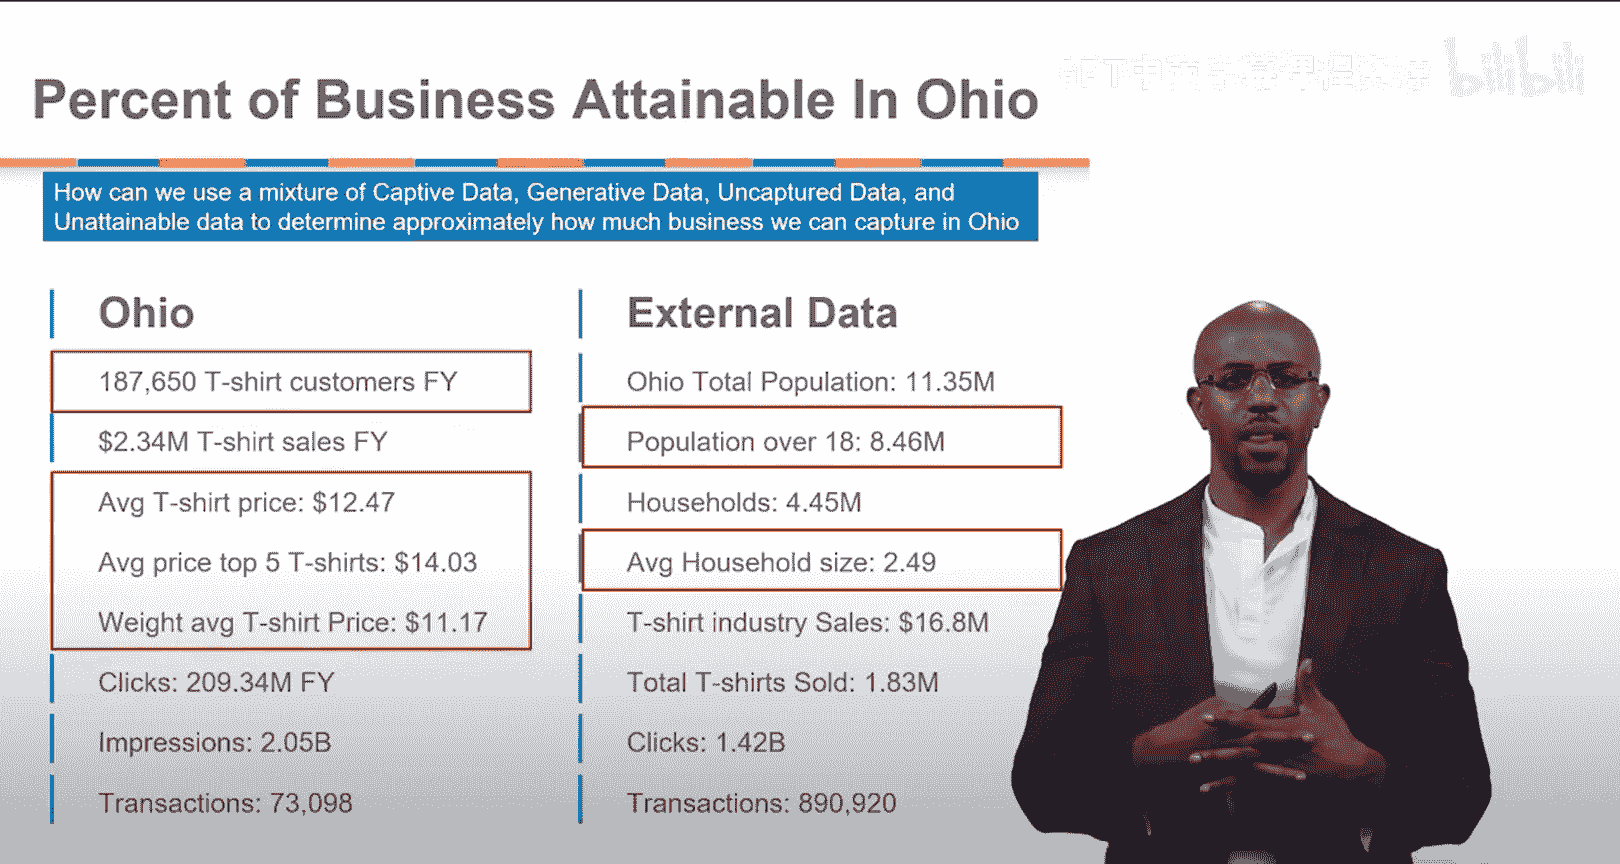 Percent of Business Attainable In Ohio
bilibili
How can we use a mixture of Captive Data, Generative Data, Uncaptured Data, and
Unattainable data to determine approximately how much business we can capture in Ohio
Ohio
187,650 T-shirt customers FY
$2.34M T-shirt sales FY
Avg T-shirt price: $12.47
Avg price top 5 T-shirts: $14.03
Weight avg T-shirt Price: $11.17
Clicks: 209.34M FY
Impressions: 2.05B
Transactions: 73,098
External Data
Ohio Total Population: 11.35M
Population over 18: 8.46M
Households: 4.45M
Avg Household size: 2.49
T-shirt industry Sales: $16.8M
Total T-shirts Sold: 1.83M
Clicks: 1.42B
Transactions: 890,920